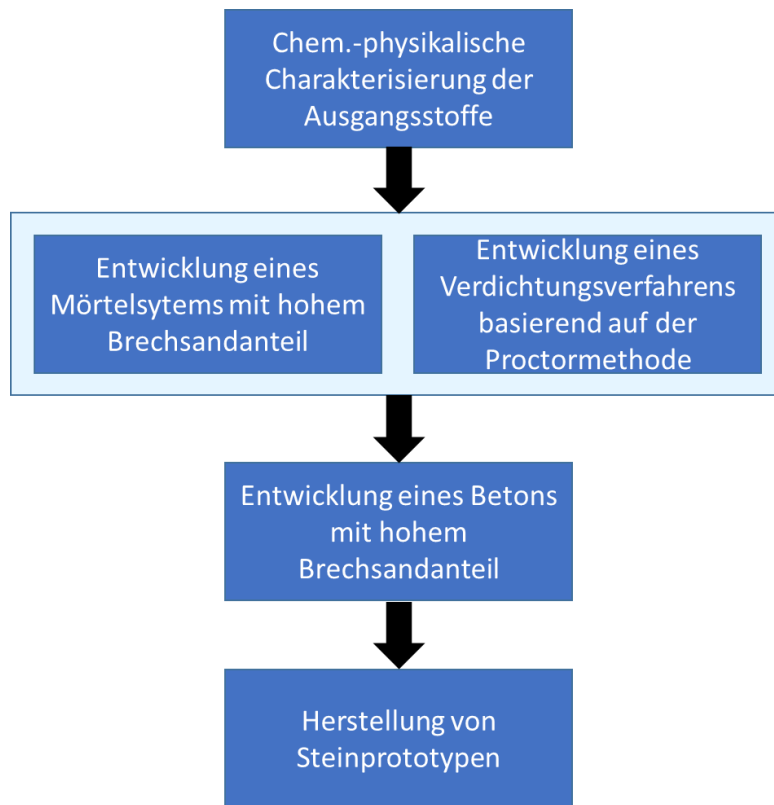 Chem.-physikalische
Charakterisierung der
Ausgangsstoffe
Entwicklung eines
Mörtelsytems mit hohem
Brechsandanteil
Entwicklung eines
Verdichtungsverfahrens
basierend auf der
Proctormethode
Entwicklung eines Betons
mit hohem
Brechsandanteil
Herstellung von
Steinprototypen